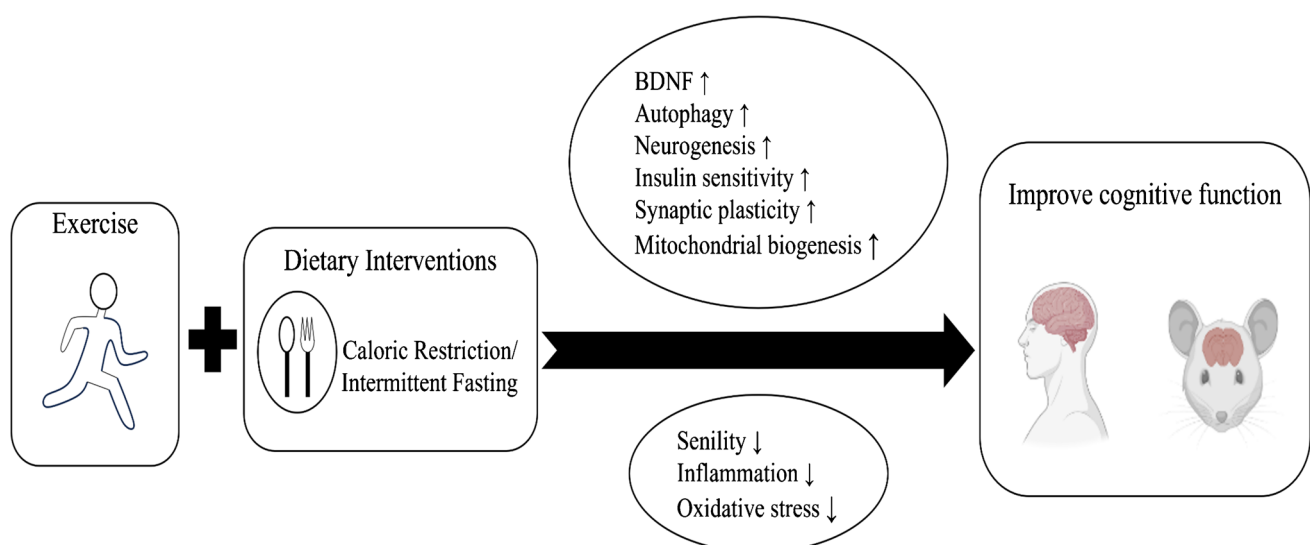 Exercise
Dietary Interventions
Caloric Restriction/
Intermittent Fasting
BDNF ↑
Autophagy ↑
Neurogenesis ↑
Insulin sensitivity ↑
Synaptic plasticity ↑
Mitochondrial biogenesis ↑
Senility ↓
Inflammation ↓
Oxidative stress ↓
Improve cognitive function